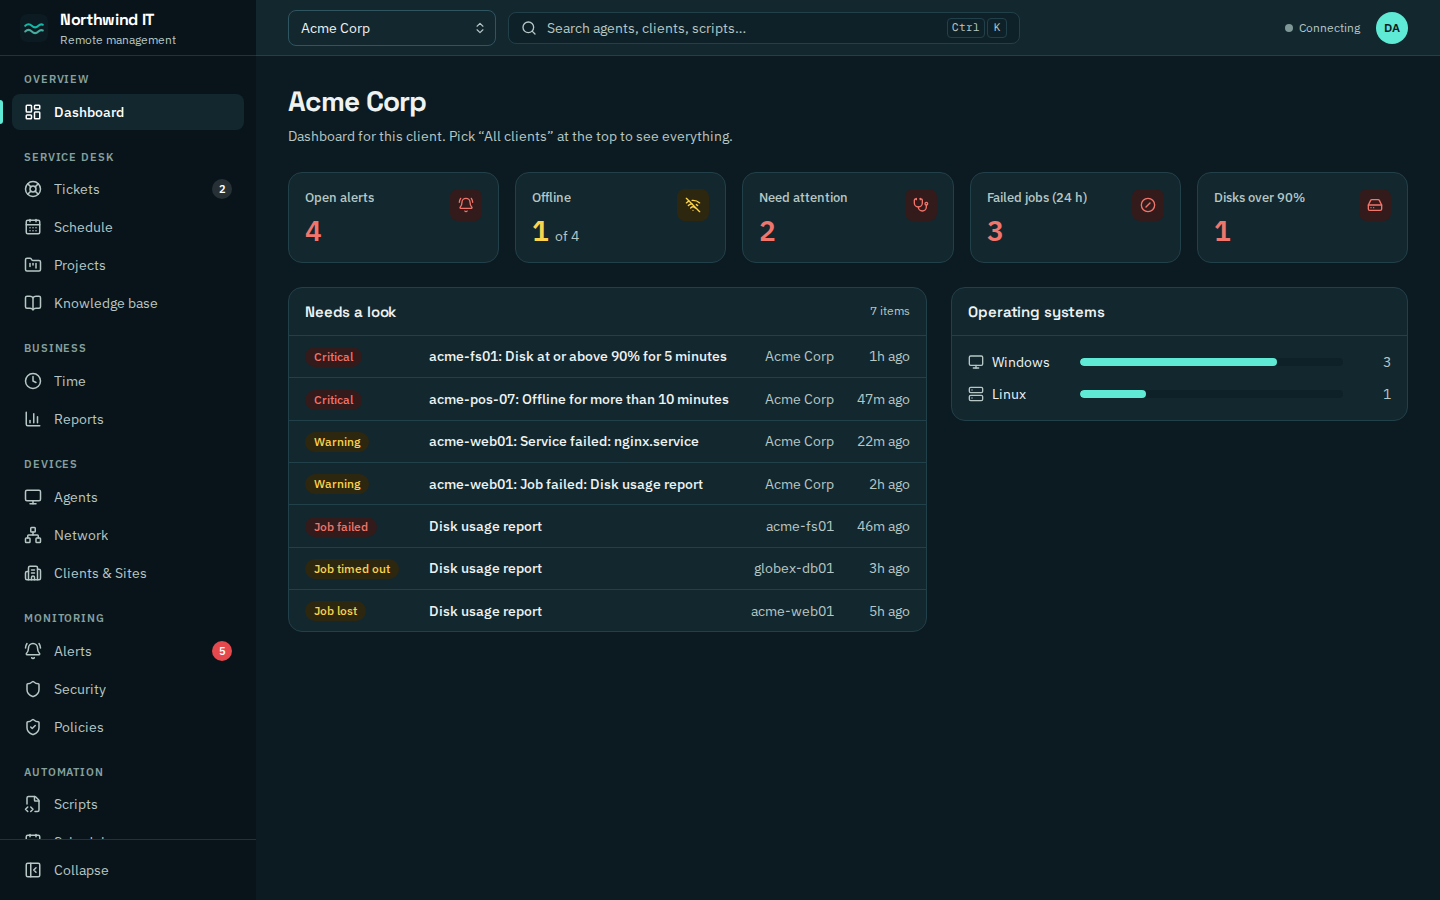 Northwind IT
Remote management
Acme Corp
Search agents, clients, scripts...
Ctrl K
Connecting
DA
OVERVIEW
Dashboard
SERVICE DESK
Tickets 2
Schedule
Projects
Knowledge base
BUSINESS
Time
Reports
DEVICES
Agents
Network
Clients & Sites
MONITORING
Alerts 5
Security
Policies
AUTOMATION
Scripts
Collapse
Acme Corp
Dashboard for this client. Pick “All clients” at the top to see everything.
Open alerts
4
Offline
1 of 4
Need attention
2
Failed jobs (24 h)
3
Disks over 90%
1
Needs a look 7 items
Critical acme-fs01: Disk at or above 90% for 5 minutes Acme Corp 1h ago
Critical acme-pos-07: Offline for more than 10 minutes Acme Corp 47m ago
Warning acme-web01: Service failed: nginx.service Acme Corp 22m ago
Warning acme-web01: Job failed: Disk usage report Acme Corp 2h ago
Job failed Disk usage report acme-fs01 46m ago
Job timed out Disk usage report globex-db01 3h ago
Job lost Disk usage report acme-web01 5h ago
Operating systems
Windows 3
Linux 1